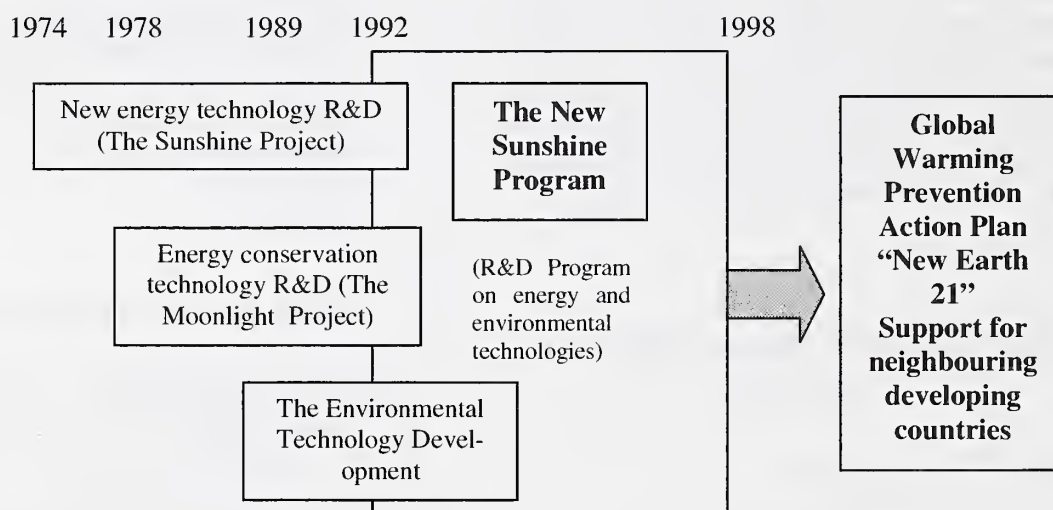 1974 1978 1989 1992 1998
New energy technology R&D
(The Sunshine Project)
The New
Sunshine
Program
Energy conservation
technology R&D (The
Moonlight Project)
(R&D Program
on energy and
environmental
technologies)
The Environmental
Technology Devel-
opment
Global
Warming
Prevention
Action Plan
“New Earth
21”
Support for
neighbouring
developing
countries